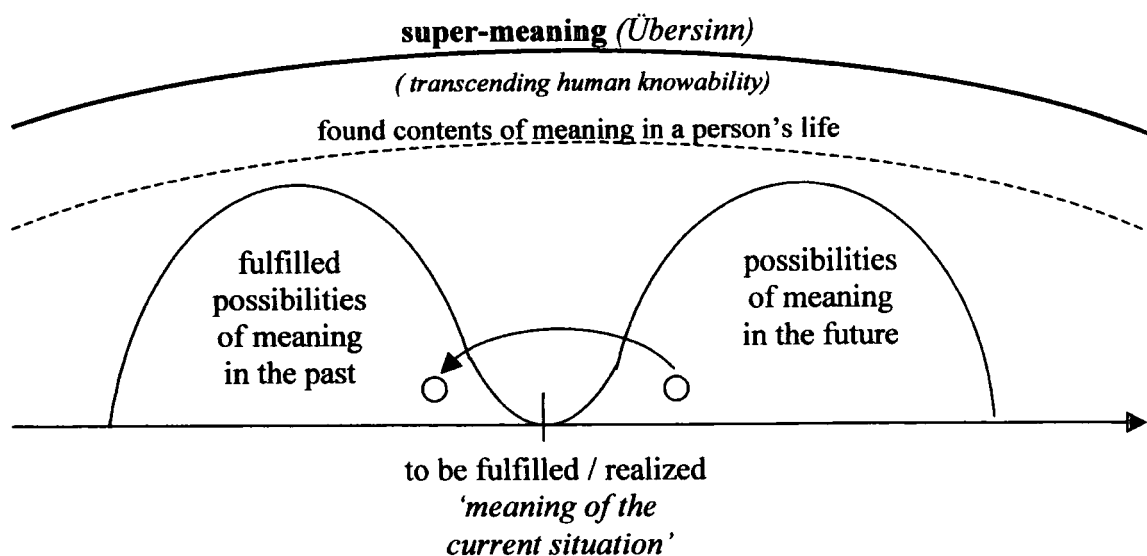 super-meaning (Übersinn)
( transcending human knowability)
found contents of meaning in a person's life
fulfilled
possibilities
of meaning
in the past
possibilities
of meaning
in the future
to be fulfilled / realized
‘meaning of the
current situation’